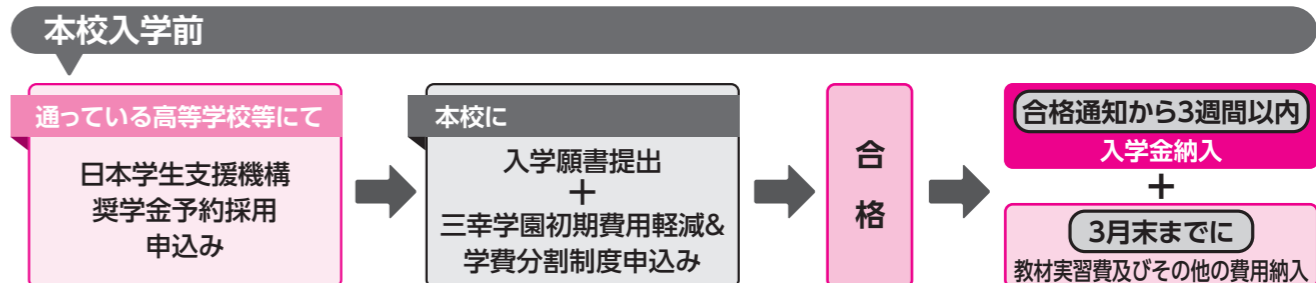 本校入学前
通っている高等学校等にて
日本学生支援機構
奨学金予約採用
申込み
本校に
入学願書提出
+
三幸学園初期費用軽減&
学費分割制度申込み
合
格
合格通知から3週間以内
入学金納入
+
3月末までに
教材実習費及びその他の費用納入